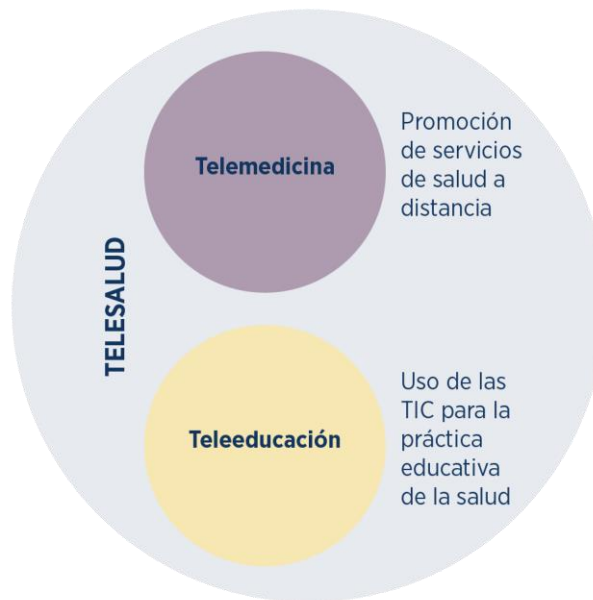 TELESALUD
Telemedicina
Promoción
de servicios
de salud a
distancia
Teleeducación
Uso de las
TIC para la
práctica
educativa
de la salud